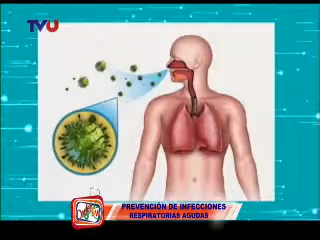 TVU
PREVENCIÓN DE INFECCIONES
RESPIRATORIAS AGUDAS